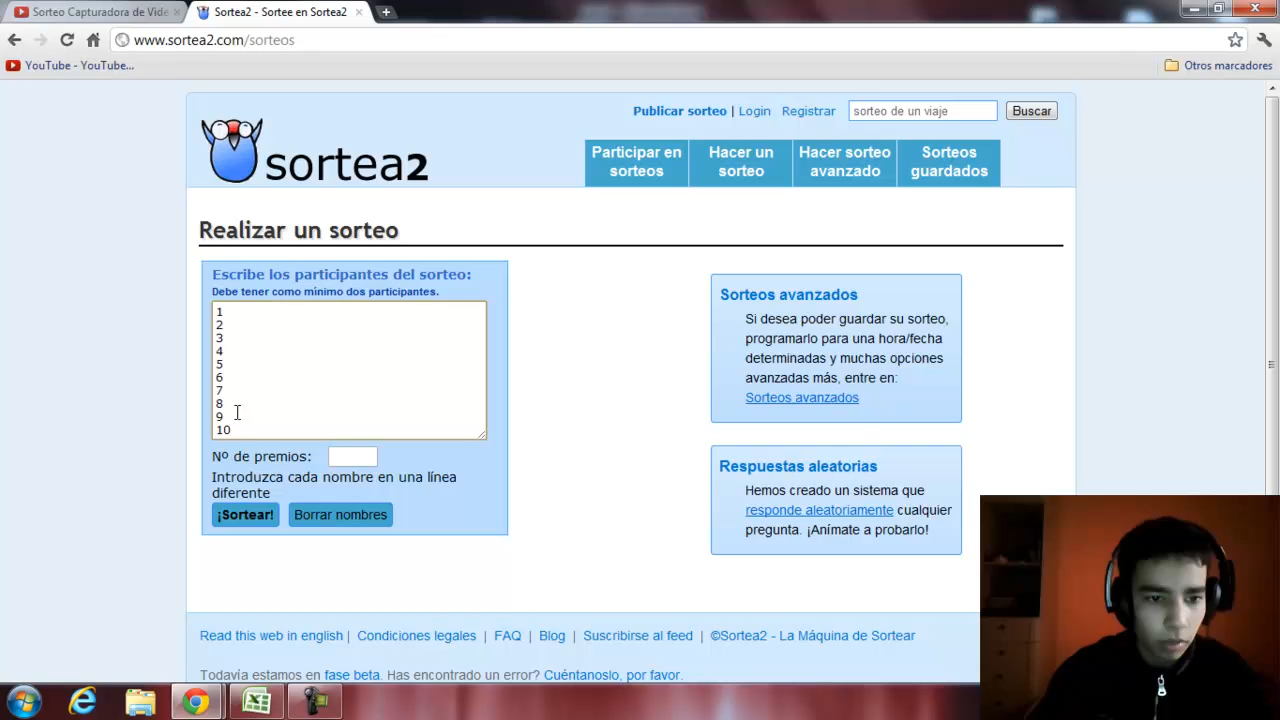 Sorteo Capturadora de Vide
Sortea2 - Sortee en Sortea2
www.sortea2.com/sorteos
YouTube - YouTube...
Otros marcadores
Publicar sorteo | Login Registrar
sorteo de un viaje
Buscar
sortea2
Participar en sorteos
Hacer un sorteo
Hacer sorteo avanzado
Sorteos guardados
Realizar un sorteo
Escribe los participantes del sorteo:
Debe tener como mínimo dos participantes.
1
2
3
4
5
6
7
8
9
10
Nº de premios:
Introduzca cada nombre en una línea
diferente
¡Sortear!
Borrar nombres
Sorteos avanzados
Si desea poder guardar su sorteo,
programarlo para una hora/fecha
determinadas y muchas opciones
avanzadas más, entre en:
Sorteos avanzados
Respuestas aleatorias
Hemos creado un sistema que
responde aleatoriamente cualquier
pregunta. ¡Anímate a probarlo!
Read this web in english | Condiciones legales | FAQ | Blog | Suscribirse al feed | ©Sortea2 - La Máquina de Sortear
Todavía estamos en fase beta. Has encontrado un error? Cuéntanoslo, por favor.